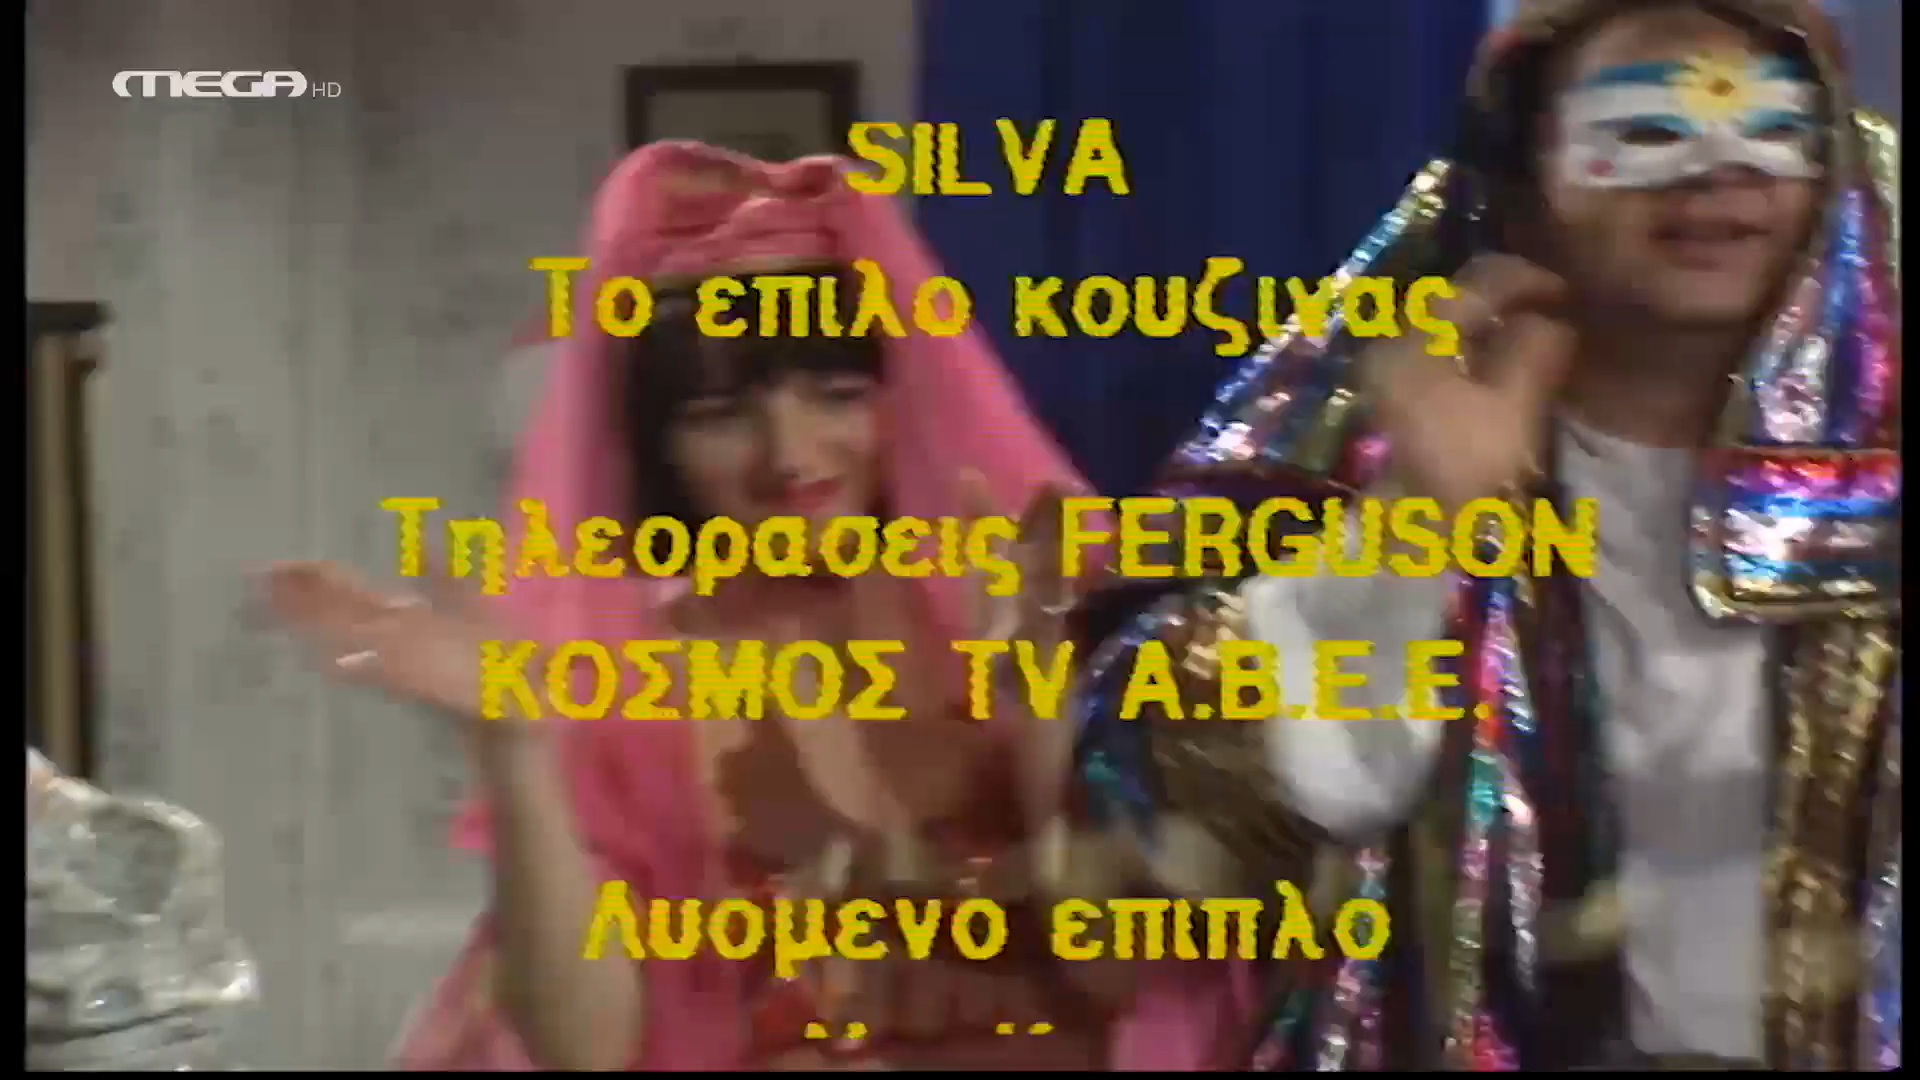 MEGA HD
SILVA
Το επιλο κουζινας
Τηλεορασεις FERGUSON
ΚΟΣΜΟΣ TV Α.Β.Ε.Ε.
Λυομενο επιπλο